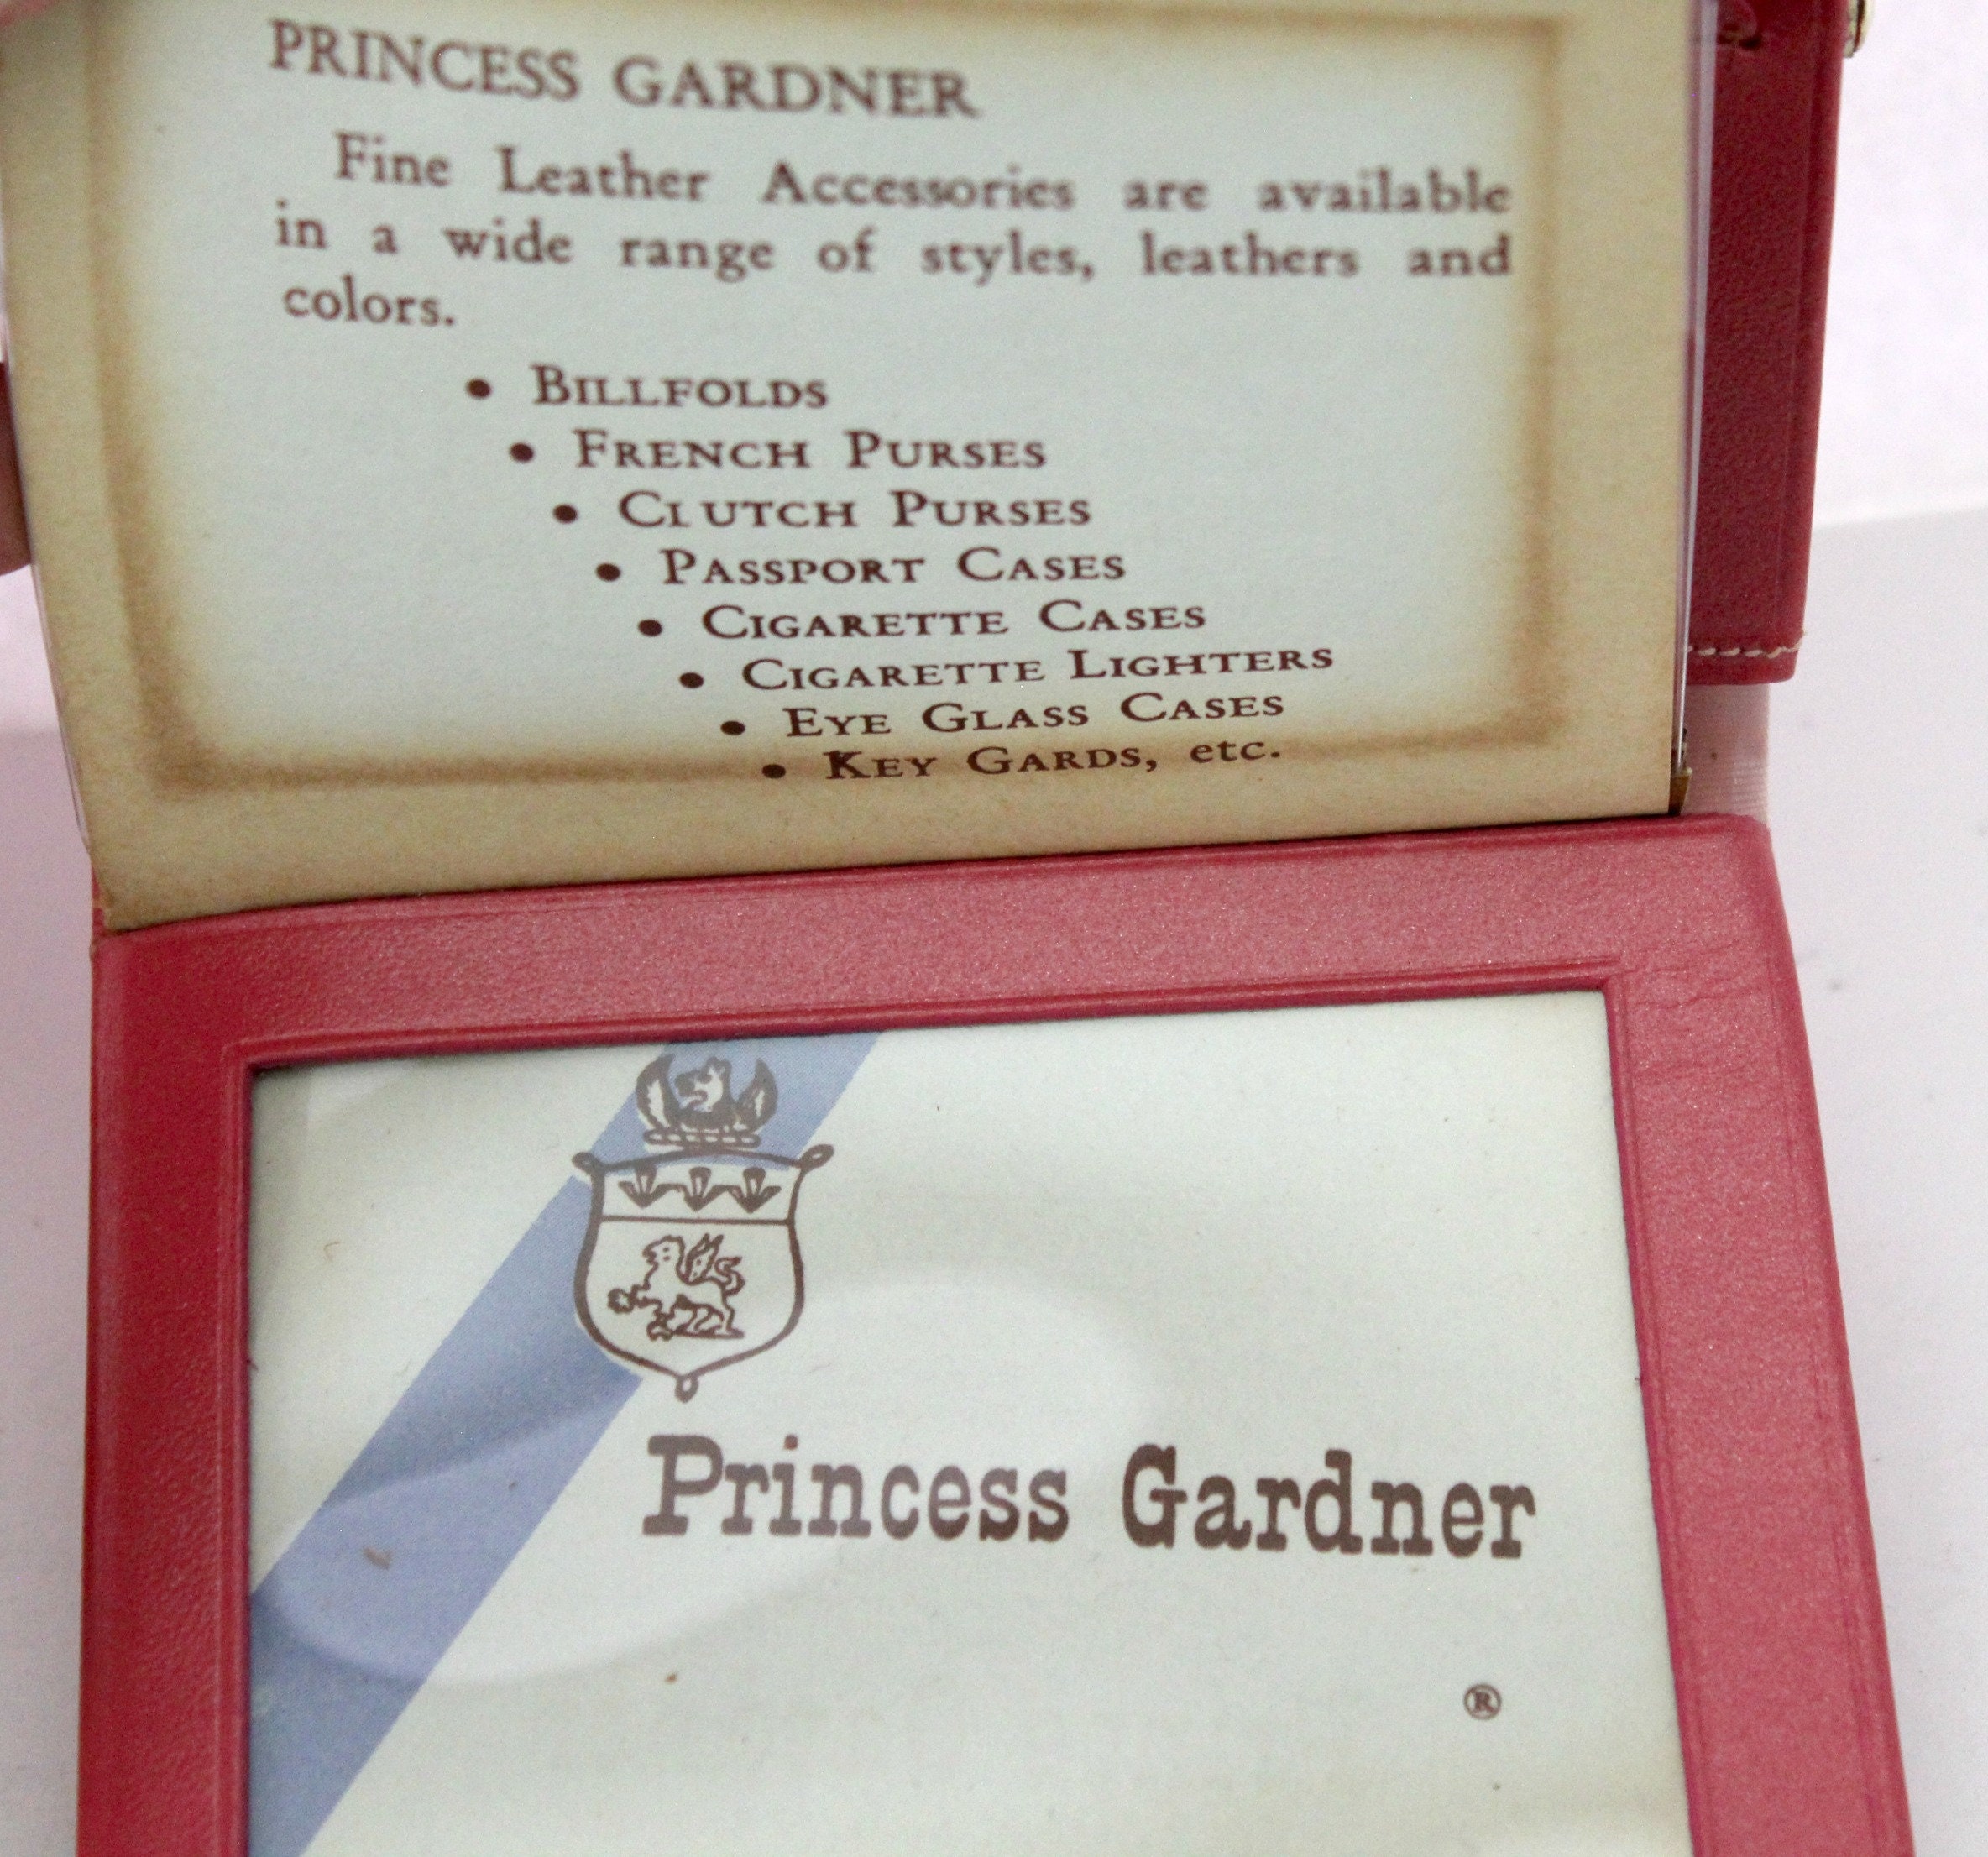 PRINCESS GARDNER
Fine Leather Accessories are available
in a wide range of styles, leathers and
colors.
• BILLFOLDS
• FRENCH PURSES
• CLUTCH PURSES
• PASSPORT CASES
• CIGARETTE CASES
• CIGARETTE LIGHTERS
• EYE GLASS CASES
• KEY GARDS, etc.
Princess Gardner
®